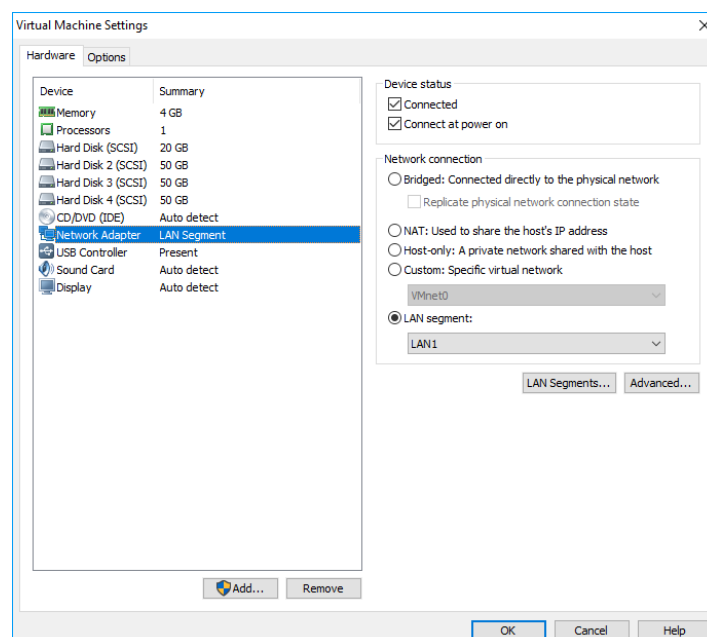 Virtual Machine Settings
Hardware Options
Device Summary
Memory 4 GB
Processors 1
Hard Disk (SCSI) 20 GB
Hard Disk 2 (SCSI) 50 GB
Hard Disk 3 (SCSI) 50 GB
Hard Disk 4 (SCSI) 50 GB
CD/DVD (IDE) Auto detect
Network Adapter LAN Segment
USB Controller Present
Sound Card Auto detect
Display Auto detect
Add... Remove
Device status
Connected
Connect at power on
Network connection
Bridged: Connected directly to the physical network
Replicate physical network connection state
NAT: Used to share the host's IP address
Host-only: A private network shared with the host
Custom: Specific virtual network
VMnet0
LAN segment:
LAN1
LAN Segments... Advanced...
OK Cancel Help